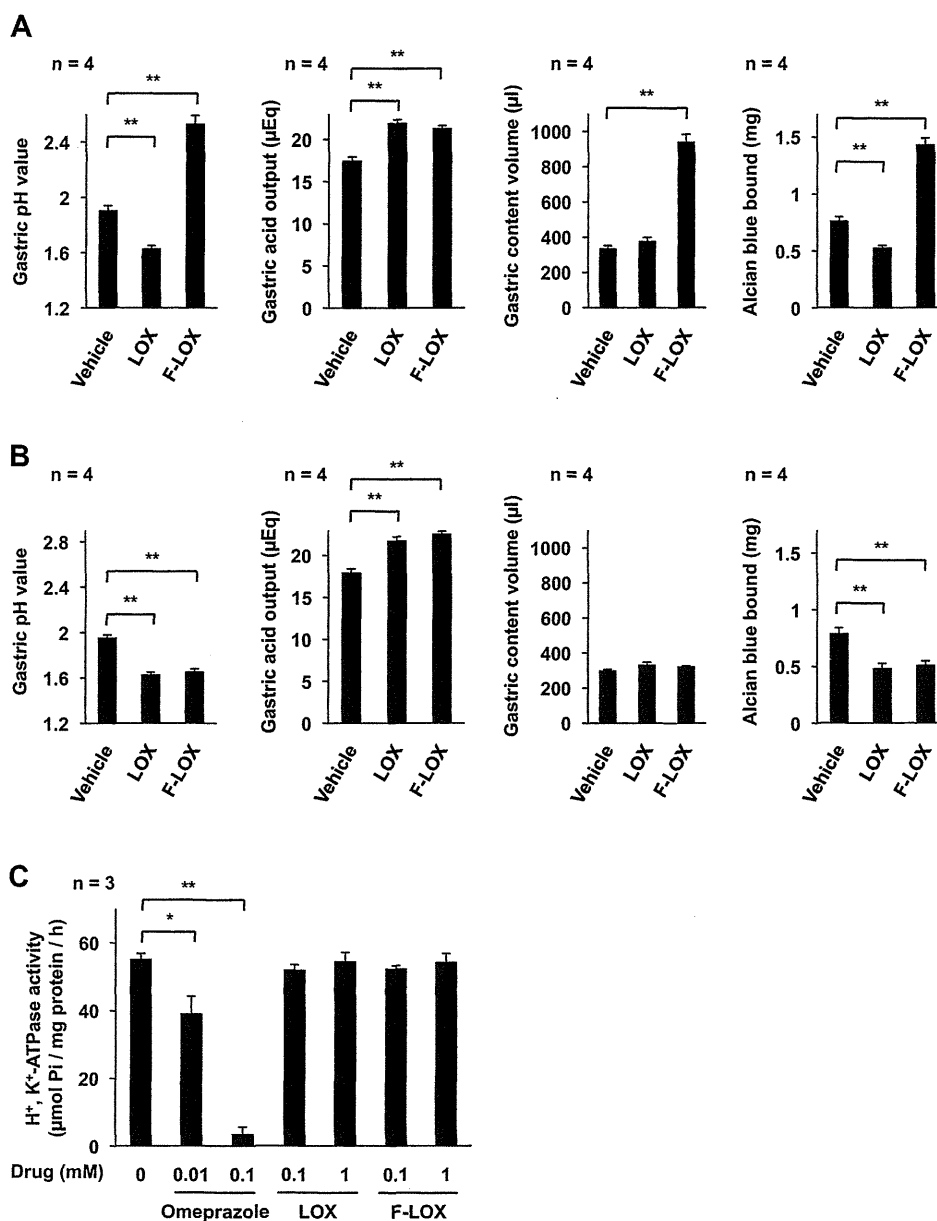 A
n = 4
**
**
Gastric pH value
2.4
2
1.6
1.2
Vehicle
LOX
F-LOX
n = 4
**
**
Gastric acid output (µEq)
20
15
10
5
0
Vehicle
LOX
F-LOX
n = 4
**
Gastric content volume (µl)
1000
800
600
400
200
0
Vehicle
LOX
F-LOX
n = 4
**
**
Alcian blue bound (mg)
1.5
1
0.5
0
Vehicle
LOX
F-LOX
B
n = 4
**
**
Gastric pH value
2.8
2.4
2
1.6
1.2
Vehicle
LOX
F-LOX
n = 4
**
**
Gastric acid output (µEq)
20
15
10
5
0
Vehicle
LOX
F-LOX
n = 4
Gastric content volume (µl)
1000
800
600
400
200
0
Vehicle
LOX
F-LOX
n = 4
**
**
Alcian blue bound (mg)
1.5
1
0.5
0
Vehicle
LOX
F-LOX
C
n = 3
**
*
H⁺, K⁺-ATPase activity
(µmol Pi / mg protein / h)
60
40
20
0
Drug (mM) 0 0.01 0.1 0.1 1 0.1 1
Omeprazole LOX F-LOX